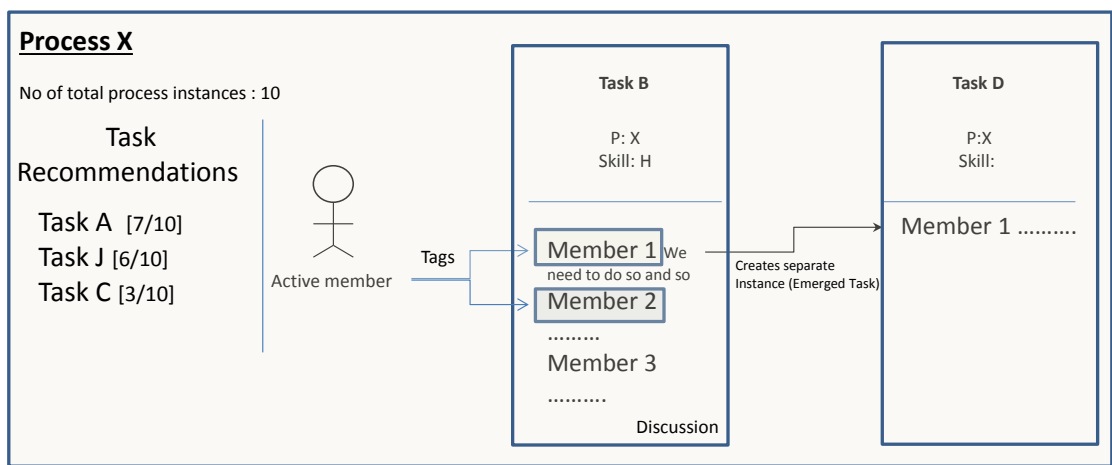 Process X
No of total process instances : 10
Task
Recommendations
Task A [7/10]
Task J [6/10]
Task C [3/10]
Active member
Tags
Task B
P: X
Skill: H
Member 1 We
need to do so and so
Member 2
.........
Member 3
..........
Discussion
Creates separate
Instance (Emerged Task)
Task D
P:X
Skill:
Member 1 ..........